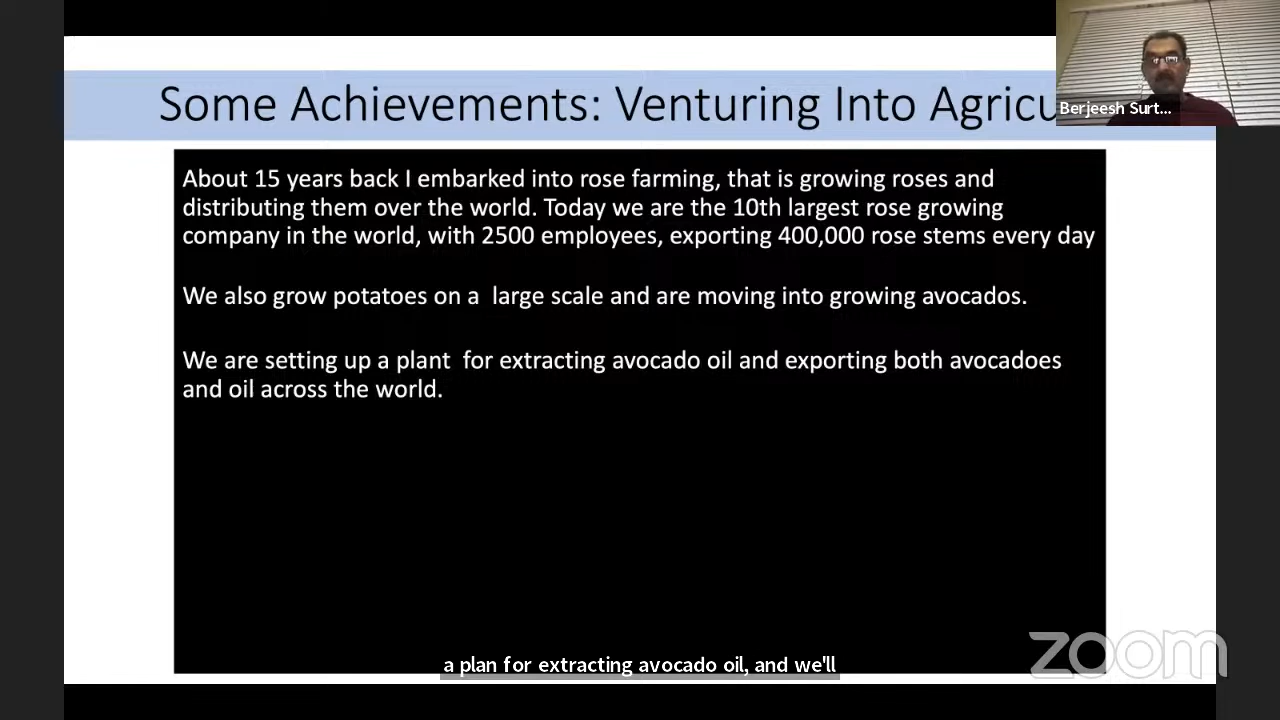 Some Achievements: Venturing Into Agricu
Berjeesh Surt...
About 15 years back I embarked into rose farming, that is growing roses and
distributing them over the world. Today we are the 10th largest rose growing
company in the world, with 2500 employees, exporting 400,000 rose stems every day
We also grow potatoes on a  large scale and are moving into growing avocados.
We are setting up a plant  for extracting avocado oil and exporting both avocadoes
and oil across the world.
a plan for extracting avocado oil, and we'll
zoom